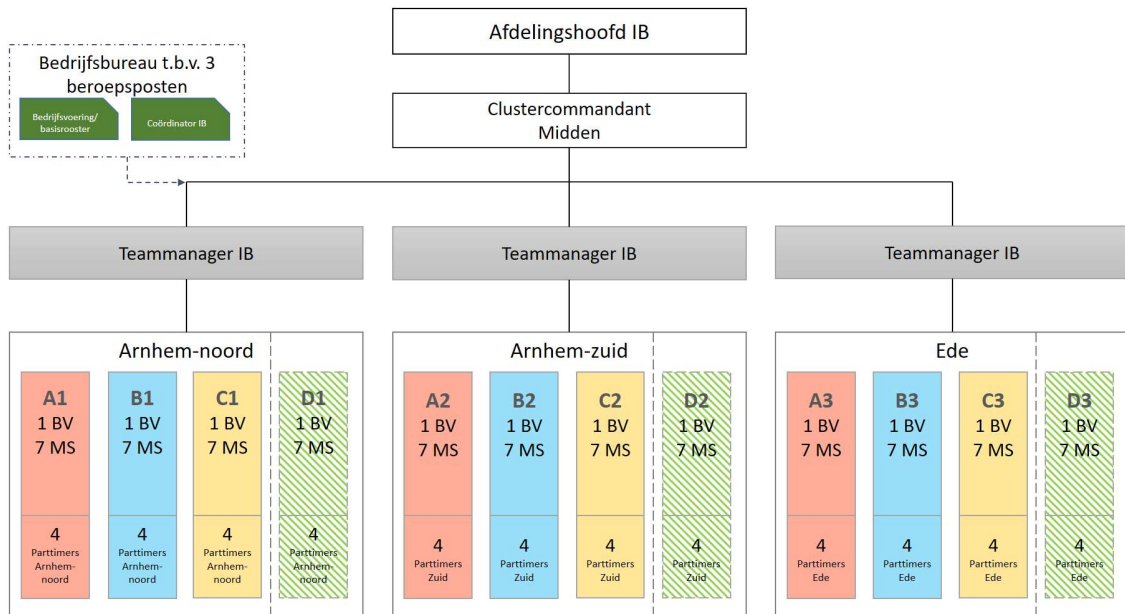 Afdelingshoofd IB
Bedrijfsbureau t.b.v. 3
beroepsposten
Bedrijfsvoering/
basisrooster
Coördinator IB
Clustercommandant
Midden
Teammanager IB
Teammanager IB
Teammanager IB
Arnhem-noord
A1
1 BV
7 MS
4
Parttimers
Arnhem-
noord
B1
1 BV
7 MS
4
Parttimers
Arnhem-
noord
C1
1 BV
7 MS
4
Parttimers
Arnhem-
noord
D1
1 BV
7 MS
4
Parttimers
Arnhem-
noord
Arnhem-zuid
A2
1 BV
7 MS
4
Parttimers
Zuid
B2
1 BV
7 MS
4
Parttimers
Zuid
C2
1 BV
7 MS
4
Parttimers
Zuid
D2
1 BV
7 MS
4
Parttimers
Zuid
Ede
A3
1 BV
7 MS
4
Parttimers
Ede
B3
1 BV
7 MS
4
Parttimers
Ede
C3
1 BV
7 MS
4
Parttimers
Ede
D3
1 BV
7 MS
4
Parttimers
Ede